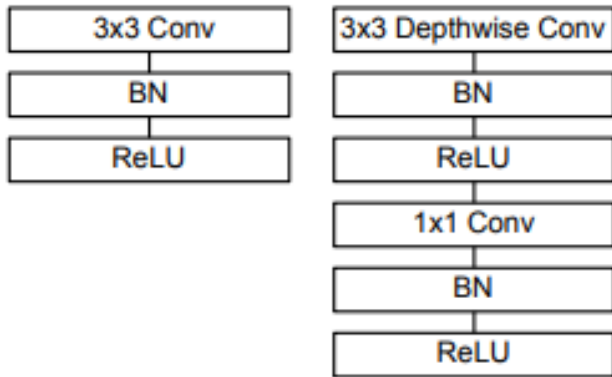 3x3 Conv
BN
ReLU
3x3 Depthwise Conv
BN
ReLU
1x1 Conv
BN
ReLU